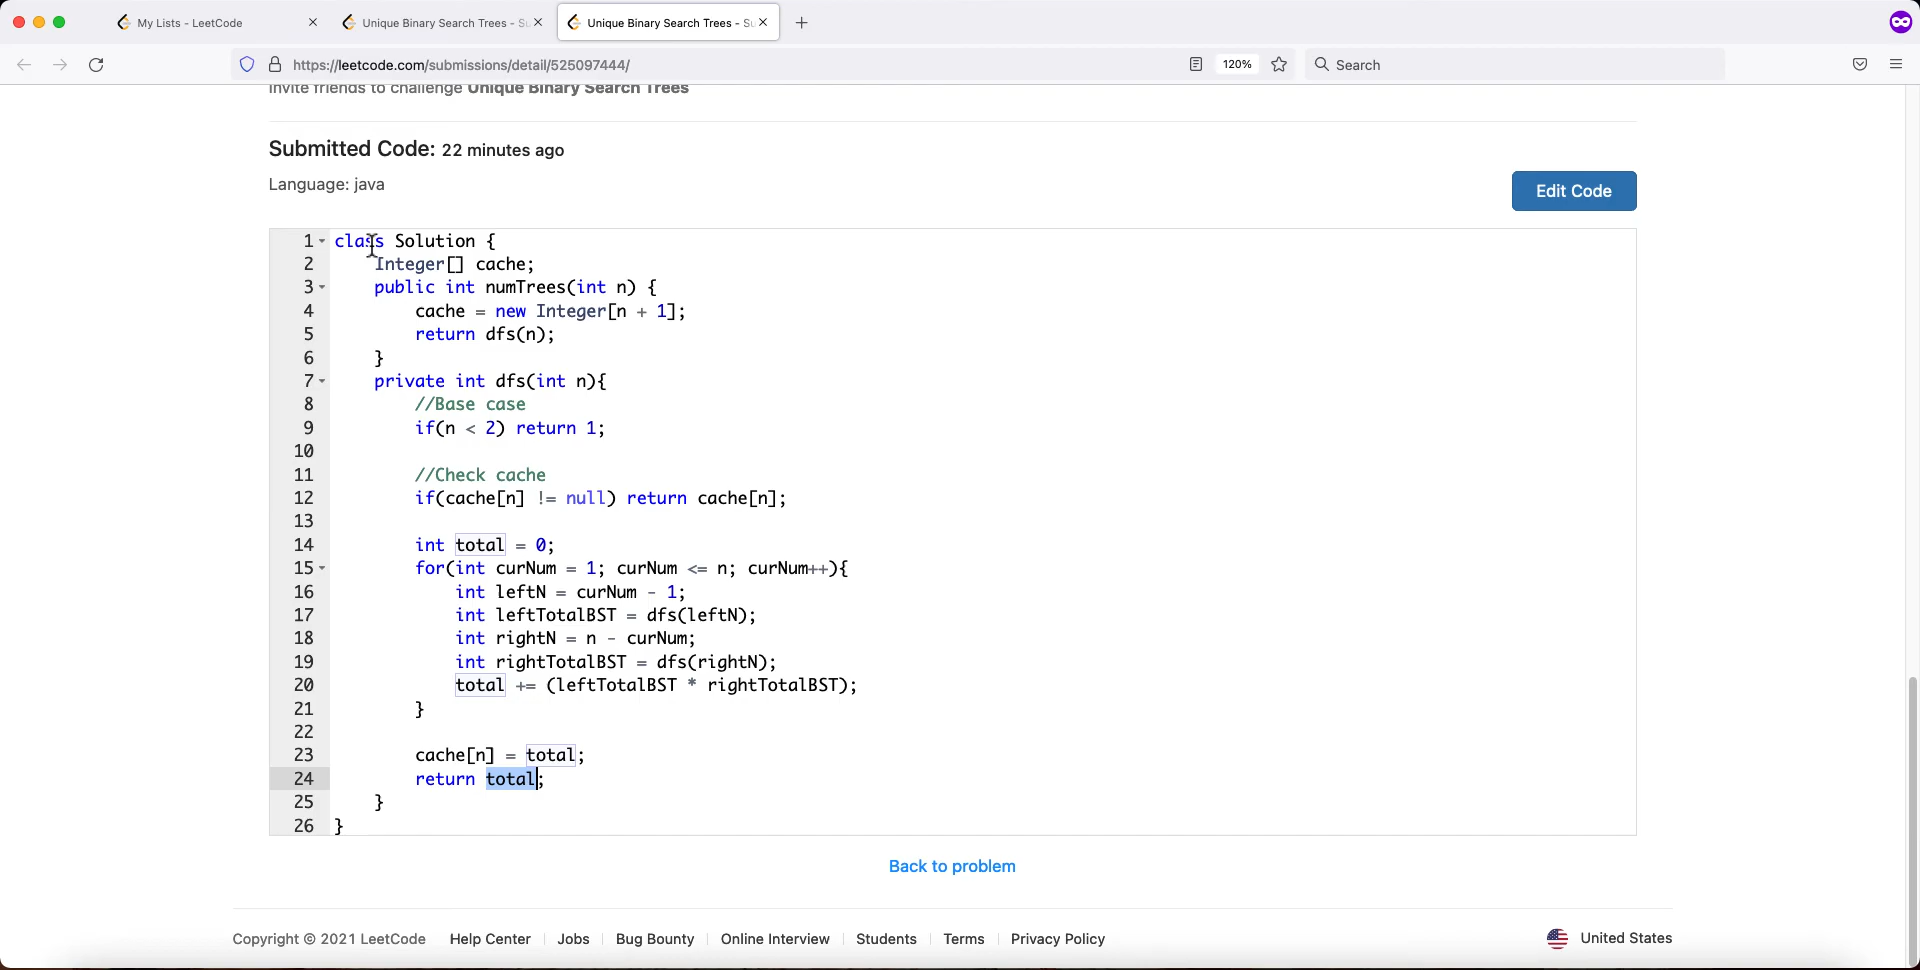 My Lists - LeetCode
Unique Binary Search Trees - Su
Unique Binary Search Trees - Su
https://leetcode.com/submissions/detail/525097444/
120%
Search
Invite friends to challenge Unique Binary Search Trees
Submitted Code: 22 minutes ago
Language: java
Edit Code
1 class Solution {
2     Integer[] cache;
3     public int numTrees(int n) {
4         cache = new Integer[n + 1];
5         return dfs(n);
6     }
7     private int dfs(int n){
8         //Base case
9         if(n < 2) return 1;
10
11         //Check cache
12         if(cache[n] != null) return cache[n];
13
14         int total = 0;
15         for(int curNum = 1; curNum <= n; curNum++){
16             int leftN = curNum - 1;
17             int leftTotalBST = dfs(leftN);
18             int rightN = n - curNum;
19             int rightTotalBST = dfs(rightN);
20             total += (leftTotalBST * rightTotalBST);
21         }
22
23         cache[n] = total;
24         return total;
25     }
26 }
Back to problem
Copyright © 2021 LeetCode Help Center Jobs Bug Bounty Online Interview Students Terms Privacy Policy United States